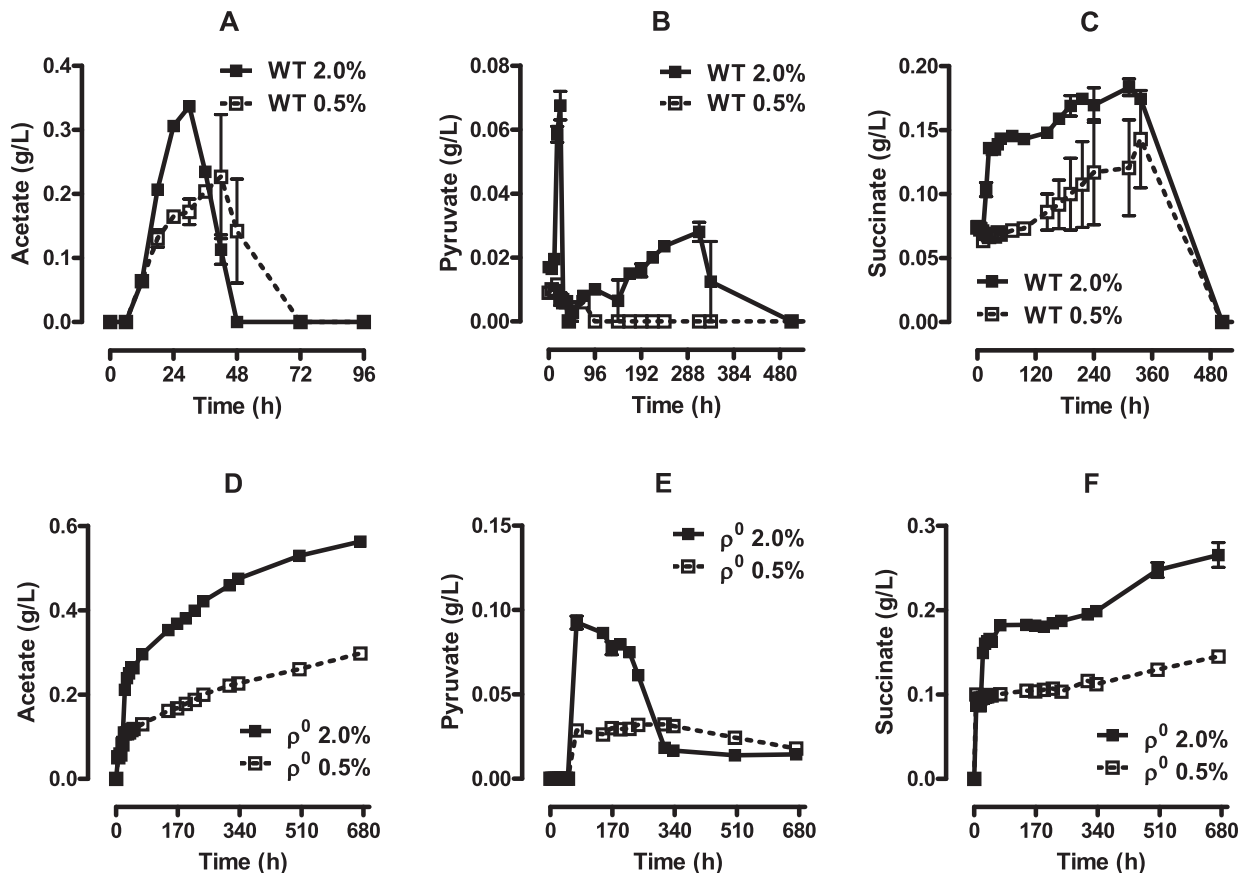 A
Acetate (g/L)
0.4
0.3
0.2
0.1
0.0
WT 2.0%
WT 0.5%
0 24 48 72 96
Time (h)
B
Pyruvate (g/L)
0.08
0.06
0.04
0.02
0.00
WT 2.0%
WT 0.5%
0 96 192 288 384 480
Time (h)
C
Succinate (g/L)
0.20
0.15
0.10
0.05
0.00
WT 2.0%
WT 0.5%
0 120 240 360 480
Time (h)
D
Acetate (g/L)
0.6
0.4
0.2
0.0
ρ⁰ 2.0%
ρ⁰ 0.5%
0 170 340 510 680
Time (h)
E
Pyruvate (g/L)
0.15
0.10
0.05
0.00
ρ⁰ 2.0%
ρ⁰ 0.5%
0 170 340 510 680
Time (h)
F
Succinate (g/L)
0.3
0.2
0.1
0.0
ρ⁰ 2.0%
ρ⁰ 0.5%
0 170 340 510 680
Time (h)